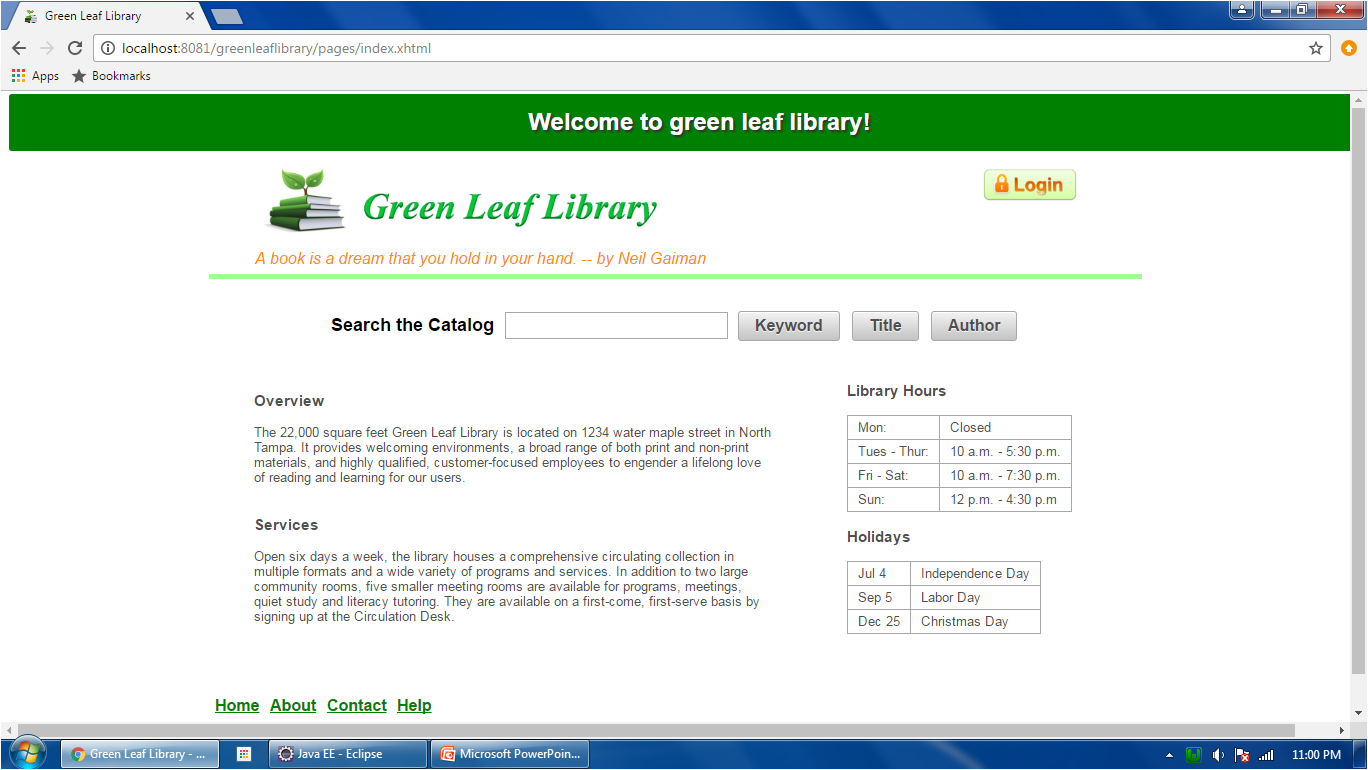 Green Leaf Library
localhost:8081/greenleaflibrary/pages/index.xhtml
Apps Bookmarks
Welcome to green leaf library!
Green Leaf Library
Login
A book is a dream that you hold in your hand. -- by Neil Gaiman
Search the Catalog Keyword Title Author
Overview
The 22,000 square feet Green Leaf Library is located on 1234 water maple street in North
Tampa. It provides welcoming environments, a broad range of both print and non-print
materials, and highly qualified, customer-focused employees to engender a lifelong love
of reading and learning for our users.
Services
Open six days a week, the library houses a comprehensive circulating collection in
multiple formats and a wide variety of programs and services. In addition to two large
community rooms, five smaller meeting rooms are available for programs, meetings,
quiet study and literacy tutoring. They are available on a first-come, first-serve basis by
signing up at the Circulation Desk.
Library Hours
Mon: Closed
Tues - Thur: 10 a.m. - 5:30 p.m.
Fri - Sat: 10 a.m. - 7:30 p.m.
Sun: 12 p.m. - 4:30 p.m
Holidays
Jul 4 Independence Day
Sep 5 Labor Day
Dec 25 Christmas Day
Home About Contact Help
Green Leaf Library - ... Java EE - Eclipse Microsoft PowerPoin... 11:00 PM